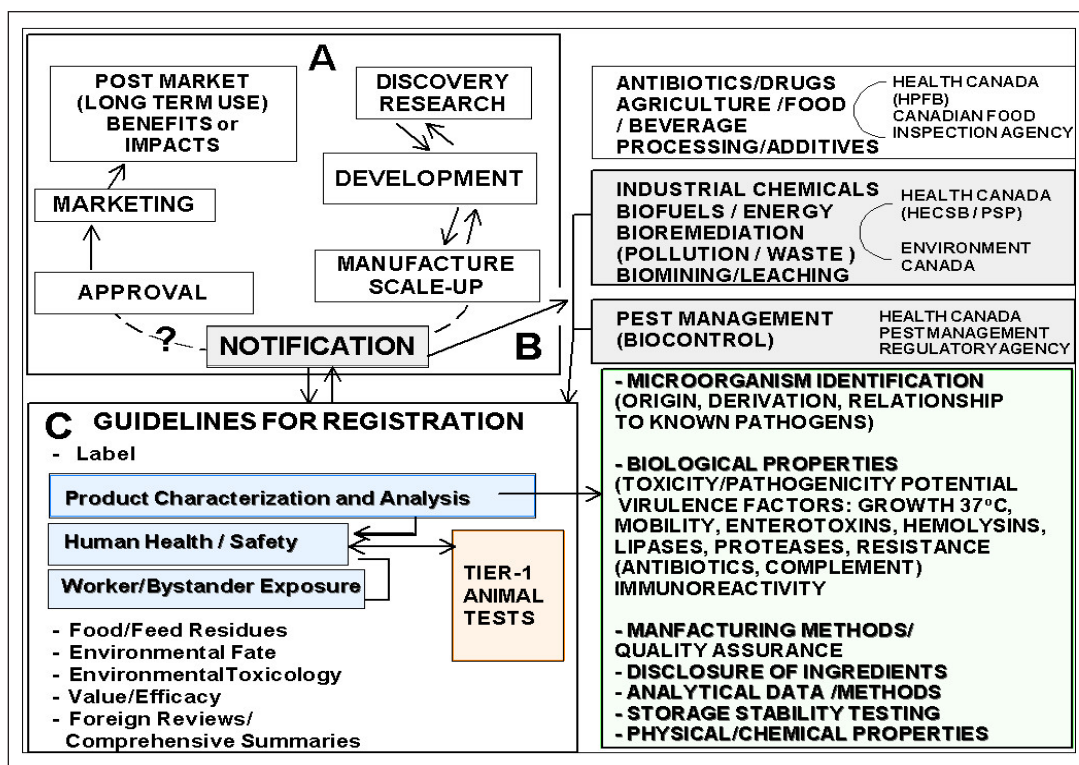 A
POST MARKET
(LONG TERM USE)
BENEFITS or
IMPACTS
MARKETING
APPROVAL
?
DISCOVERY
RESEARCH
DEVELOPMENT
MANUFACTURE
SCALE-UP
NOTIFICATION
B
ANTIBIOTICS/DRUGS
AGRICULTURE /FOOD
/ BEVERAGE
PROCESSING/ADDITIVES
HEALTH CANADA
(HPFB)
CANADIAN FOOD
INSPECTION AGENCY
INDUSTRIAL CHEMICALS
BIOFUELS / ENERGY
BIOREMEDIATION
(POLLUTION / WASTE )
BIOMINING/LEACHING
HEALTH CANADA
(HECSB / PSP)
ENVIRONMENT
CANADA
PEST MANAGEMENT
(BIOCONTROL)
HEALTH CANADA
PEST MANAGEMENT
REGULATORY AGENCY
C GUIDELINES FOR REGISTRATION
- Label
Product Characterization and Analysis
Human Health / Safety
Worker/Bystander Exposure
TIER-1
ANIMAL
TESTS
- Food/Feed Residues
- Environmental Fate
- Environmental Toxicology
- Value/Efficacy
- Foreign Reviews/
Comprehensive Summaries
- MICROORGANISM IDENTIFICATION
(ORIGIN, DERIVATION, RELATIONSHIP
TO KNOWN PATHOGENS)
- BIOLOGICAL PROPERTIES
(TOXICITY/PATHOGENICITY POTENTIAL
VIRULENCE FACTORS: GROWTH 37ºC,
MOBILITY, ENTEROTOXINS, HEMOLYSINS,
LIPASES, PROTEASES, RESISTANCE
(ANTIBIOTICS, COMPLEMENT)
IMMUNOREACTIVITY
- MANFACTURING METHODS/
QUALITY ASSURANCE
- DISCLOSURE OF INGREDIENTS
- ANALYTICAL DATA /METHODS
- STORAGE STABILITY TESTING
- PHYSICAL/CHEMICAL PROPERTIES